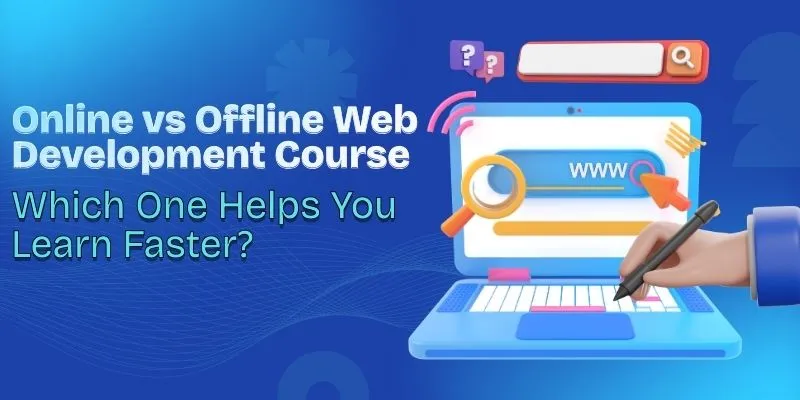 Online vs Offline Web
Development Course
Which One Helps You
Learn Faster?
? ?
www